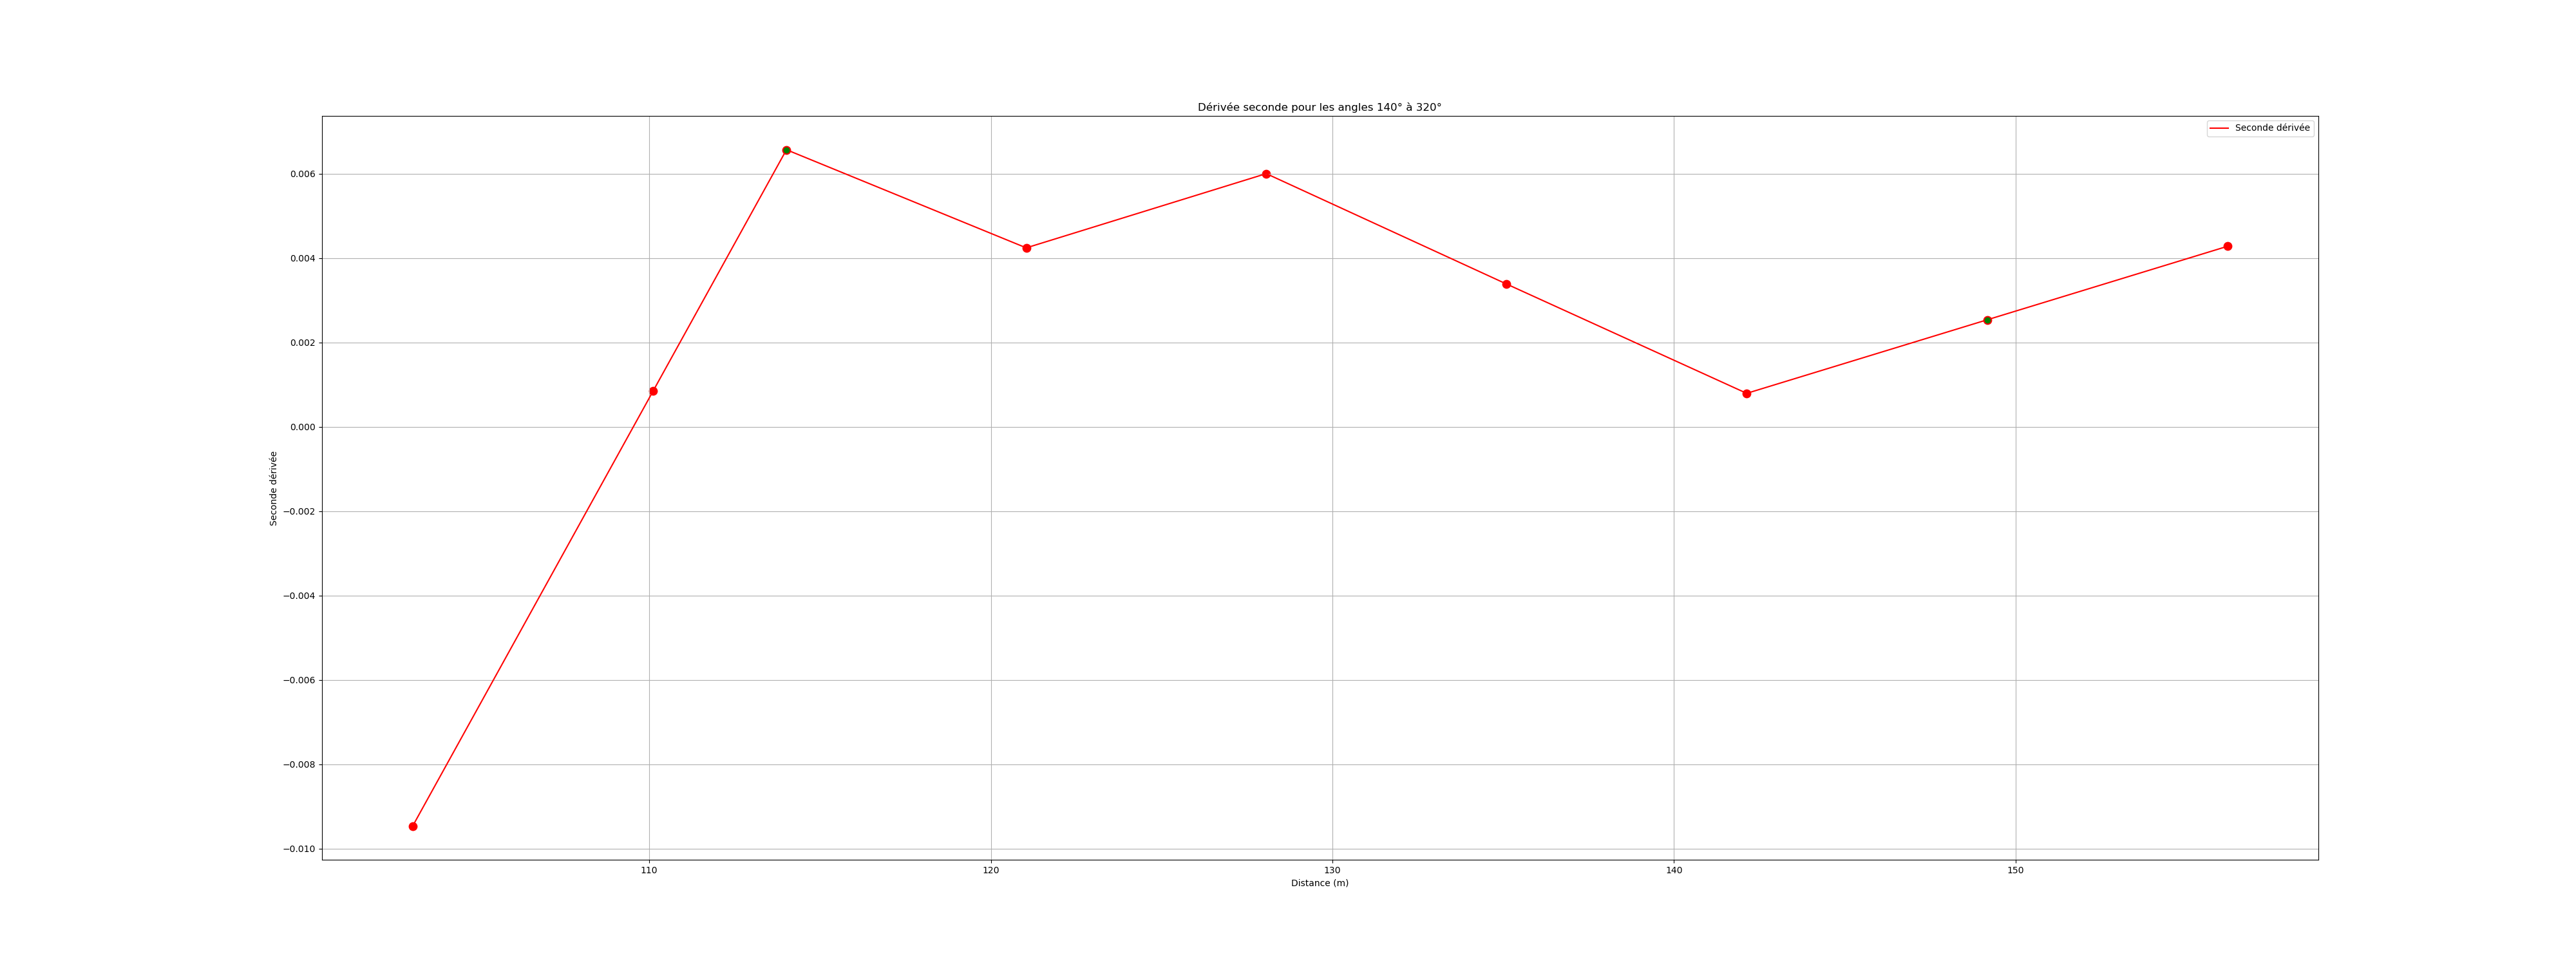 Dérivée seconde pour les angles 140° à 320°
Seconde dérivée
0.006
0.004
0.002
0.000
−0.002
−0.004
−0.006
−0.008
−0.010
Seconde dérivée
110 120 130 140 150
Distance (m)